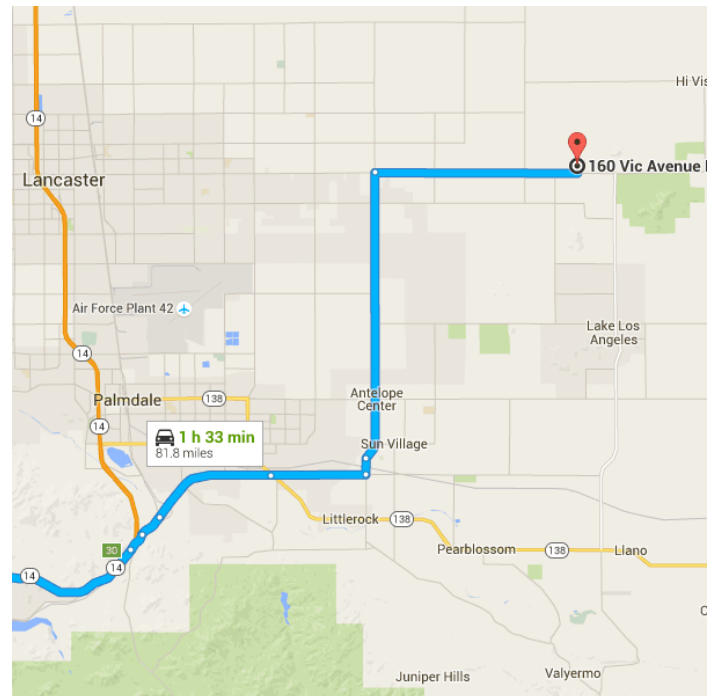 Hi Vis
14
160 Vic Avenue
Lancaster
Air Force Plant 42
Lake Los
Angeles
14
Antelope
Center
Palmdale
138
14
1 h 33 min
81.8 miles
Sun Village
Littlerock
138
Pearblossom
138
Llano
30
14
14
Juniper Hills
Valyermo